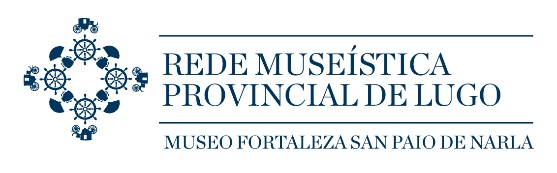 REDE MUSEÍSTICA
PROVINCIAL DE LUGO
MUSEO FORTALEZA SAN PAIO DE NARLA